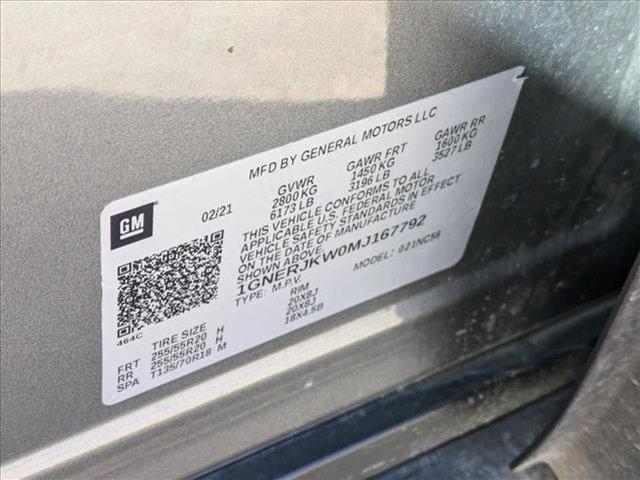 MFD BY GENERAL MOTORS LLC
GM
02/21
GVWR GAWR FRT GAWR RR
2800 KG 1450 KG 1600 KG
6173 LB 3196 LB 3527 LB
THIS VEHICLE CONFORMS TO ALL
APPLICABLE U.S. FEDERAL MOTOR
VEHICLE SAFETY STANDARDS IN EFFECT
ON THE DATE OF MANUFACTURE
SHOWN ABOVE
1GNERJKW0MJ167792
TYPE: M.P.V. MODEL: 021NC56
464C
TIRE SIZE RIM
FRT 255/55R20 H 20X8J
RR 255/55R20 H 20X8J
SPA T135/70R18 M 18X4.5B